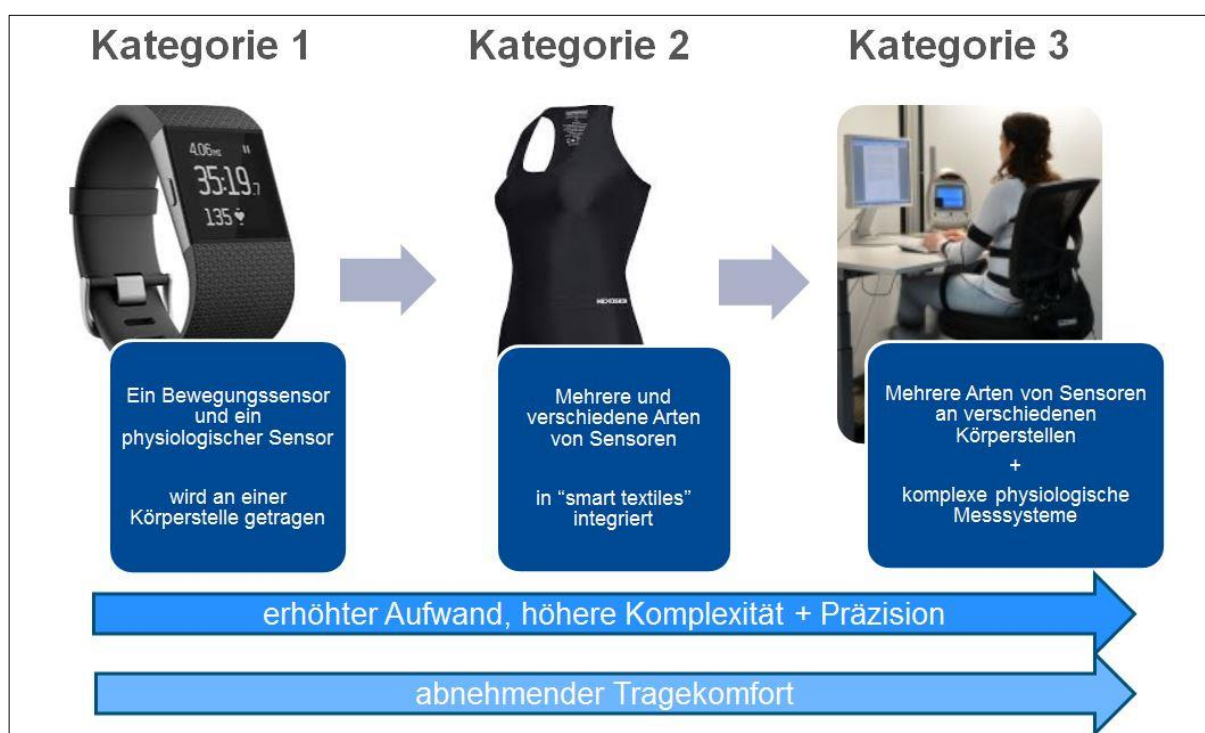 Kategorie 1
Kategorie 2
Kategorie 3
4.06
35:19.7
135
Ein Bewegungssensor
und ein
physiologischer Sensor
wird an einer
Körperstelle getragen
Mehrere und
verschiedene Arten
von Sensoren
in “smart textiles”
integriert
Mehrere Arten von Sensoren
an verschiedenen
Körperstellen
+
komplexe physiologische
Messsysteme
erhöhter Aufwand, höhere Komplexität + Präzision
abnehmender Tragekomfort